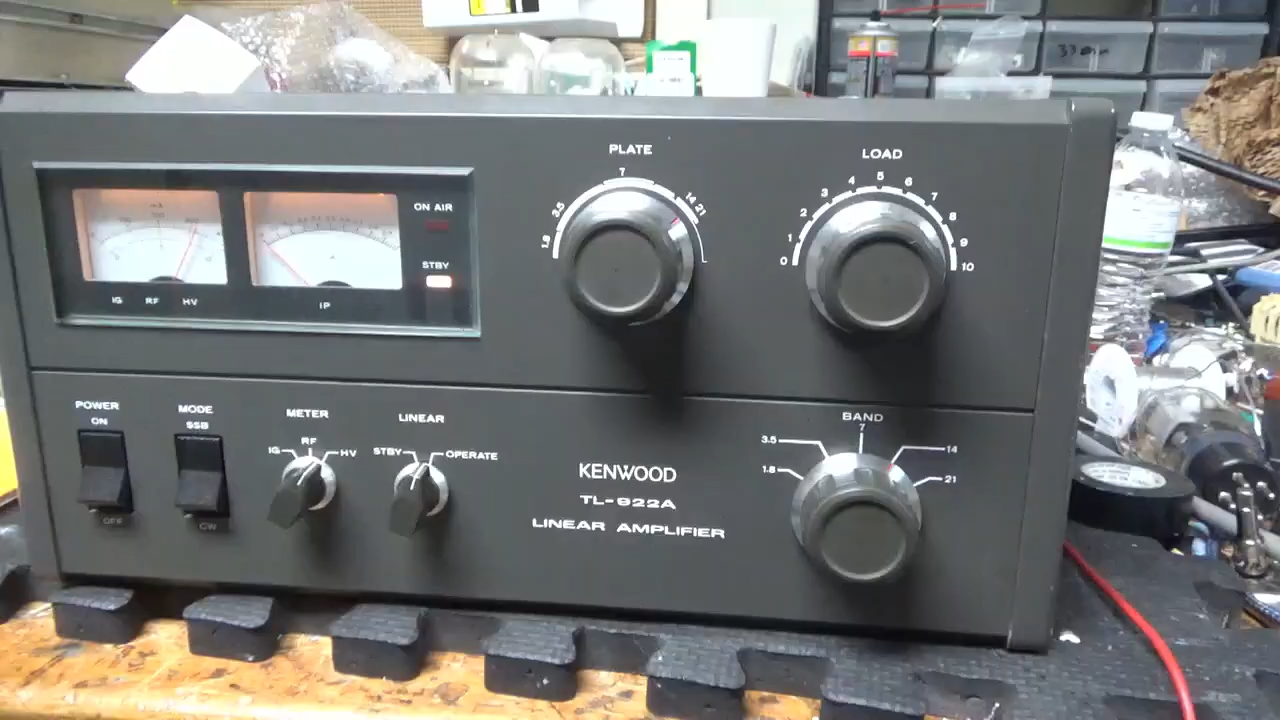 PLATE
1.8 3.5 7 14 21
LOAD
0 1 2 3 4 5 6 7 8 9 10
ON AIR
STBY
IG RF HV
IP
POWER
ON
OFF
MODE
SSB
CW
METER
IG RF HV
LINEAR
STBY OPERATE
KENWOOD
TL-922A
LINEAR AMPLIFIER
BAND
1.8 3.5 7 14 21